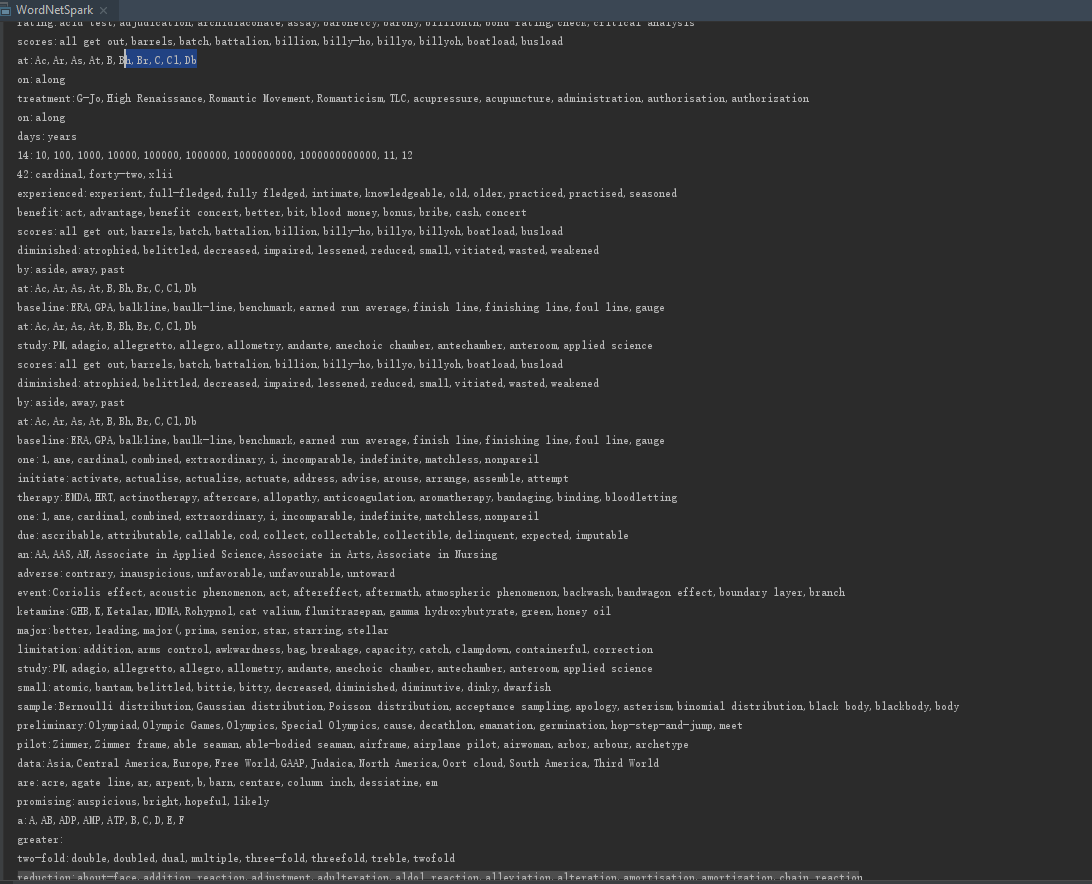 WordNetSpark
rating:acid test,adjudication,archidiaconate,assay,baronetcy,barony,billionth,bond rating,check,critical analysis
scores:all get out,barrels,batch,battalion,billion,billy-ho,billyo,billyoh,boatload,busload
at:Ac,Ar,As,At,B,Bh,Br,C,Cl,Db
on:along
treatment:G-Jo,High Renaissance,Romantic Movement,Romanticism,TLC,acupressure,acupuncture,administration,authorisation,authorization
on:along
days:years
14:10,100,1000,10000,100000,1000000,1000000000,1000000000000,11,12
42:cardinal,forty-two,xlii
experienced:experient,full-fledged,fully fledged,intimate,knowledgeable,old,older,practiced,practised,seasoned
benefit:act,advantage,benefit concert,better,bit,blood money,bonus,bribe,cash,concert
scores:all get out,barrels,batch,battalion,billion,billy-ho,billyo,billyoh,boatload,busload
diminished:atrophied,belittled,decreased,impaired,lessened,reduced,small,vitiated,wasted,weakened
by:aside,away,past
at:Ac,Ar,As,At,B,Bh,Br,C,Cl,Db
baseline:ERA,GPA,balkline,baulk-line,benchmark,earned run average,finish line,finishing line,foul line,gauge
at:Ac,Ar,As,At,B,Bh,Br,C,Cl,Db
study:PM,adagio,allegretto,allegro,allometry,andante,anechoic chamber,antechamber,anteroom,applied science
scores:all get out,barrels,batch,battalion,billion,billy-ho,billyo,billyoh,boatload,busload
diminished:atrophied,belittled,decreased,impaired,lessened,reduced,small,vitiated,wasted,weakened
by:aside,away,past
at:Ac,Ar,As,At,B,Bh,Br,C,Cl,Db
baseline:ERA,GPA,balkline,baulk-line,benchmark,earned run average,finish line,finishing line,foul line,gauge
one:1,ane,cardinal,combined,extraordinary,i,incomparable,indefinite,matchless,nonpareil
initiate:activate,actualise,actualize,actuate,address,advise,arouse,arrange,assemble,attempt
therapy:EMDA,HRT,actinotherapy,aftercare,allopathy,anticoagulation,aromatherapy,bandaging,binding,bloodletting
one:1,ane,cardinal,combined,extraordinary,i,incomparable,indefinite,matchless,nonpareil
due:ascribable,attributable,callable,cod,collect,collectable,collectible,delinquent,expected,imputable
an:AA,AAS,AN,Associate in Applied Science,Associate in Arts,Associate in Nursing
adverse:contrary,inauspicious,unfavorable,unfavourable,untoward
event:Coriolis effect,acoustic phenomenon,act,aftereffect,aftermath,atmospheric phenomenon,backwash,bandwagon effect,boundary layer,branch
ketamine:GHB,K,Ketalar,MDMA,Rohypnol,cat valium,flunitrazepan,gamma hydroxybutyrate,green,honey oil
major:better,leading,major(,prima,senior,star,starring,stellar
limitation:addition,arms control,awkwardness,bag,breakage,capacity,catch,clampdown,containerful,correction
study:PM,adagio,allegretto,allegro,allometry,andante,anechoic chamber,antechamber,anteroom,applied science
small:atomic,bantam,belittled,bittie,bitty,decreased,diminished,diminutive,dinky,dwarfish
sample:Bernoulli distribution,Gaussian distribution,Poisson distribution,acceptance sampling,apology,asterism,binomial distribution,black body,blackbody,body
preliminary:Olympiad,Olympic Games,Olympics,Special Olympics,cause,decathlon,emanation,germination,hop-step-and-jump,meet
pilot:Zimmer,Zimmer frame,able seaman,able-bodied seaman,airframe,airplane pilot,airwoman,arbor,arbour,archetype
data:Asia,Central America,Europe,Free World,GAAP,Judaica,North America,Oort cloud,South America,Third World
are:acre,agate line,ar,arpent,b,barn,centare,column inch,dessiatine,em
promising:auspicious,bright,hopeful,likely
a:A,AB,ADP,AMP,ATP,B,C,D,E,F
greater:
two-fold:double,doubled,dual,multiple,three-fold,threefold,treble,twofold
reduction:about-face,addition reaction,adjustment,adulteration,aldol reaction,alleviation,alteration,amortisation,amortization,chain reaction